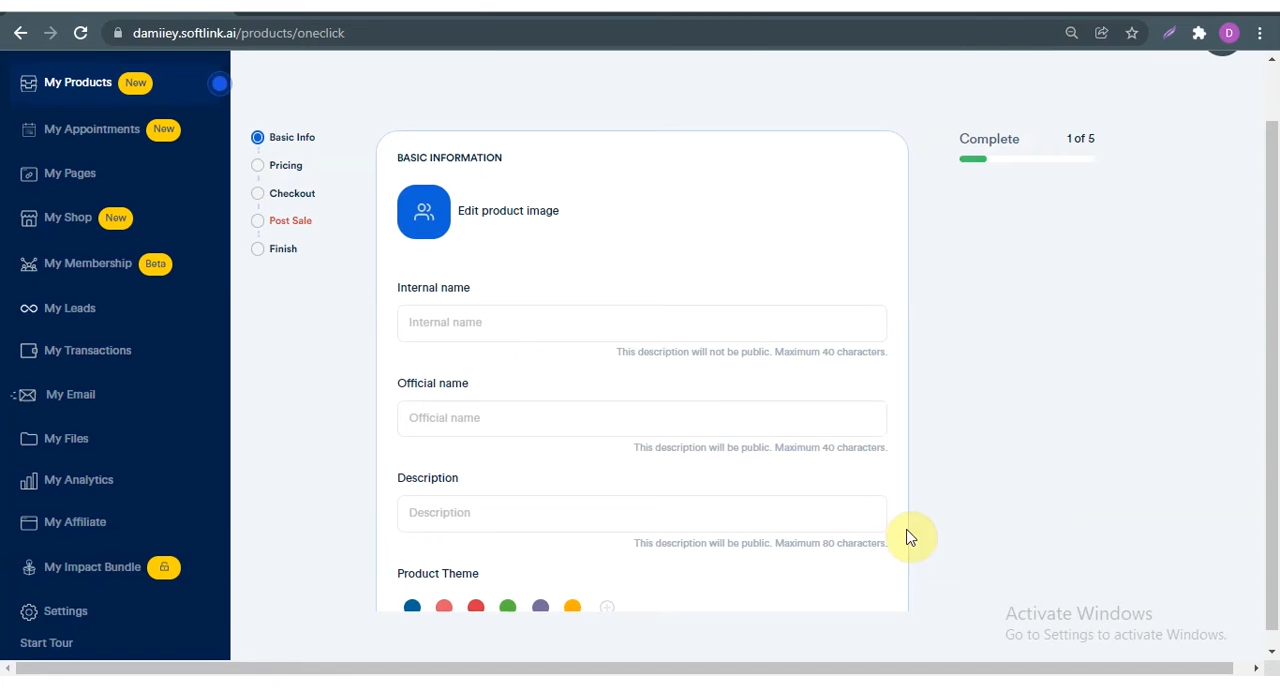 damiiey.softlink.ai/products/oneclick
D
My Products New
My Appointments New
My Pages
My Shop New
My Membership Beta
My Leads
My Transactions
My Email
My Files
My Analytics
My Affiliate
My Impact Bundle
Settings
Start Tour
Basic Info
Pricing
Checkout
Post Sale
Finish
BASIC INFORMATION
Edit product image
Internal name
Internal name
This description will not be public. Maximum 40 characters.
Official name
Official name
This description will be public. Maximum 40 characters.
Description
Description
This description will be public. Maximum 80 characters.
Product Theme
Complete 1 of 5
Activate Windows
Go to Settings to activate Windows.